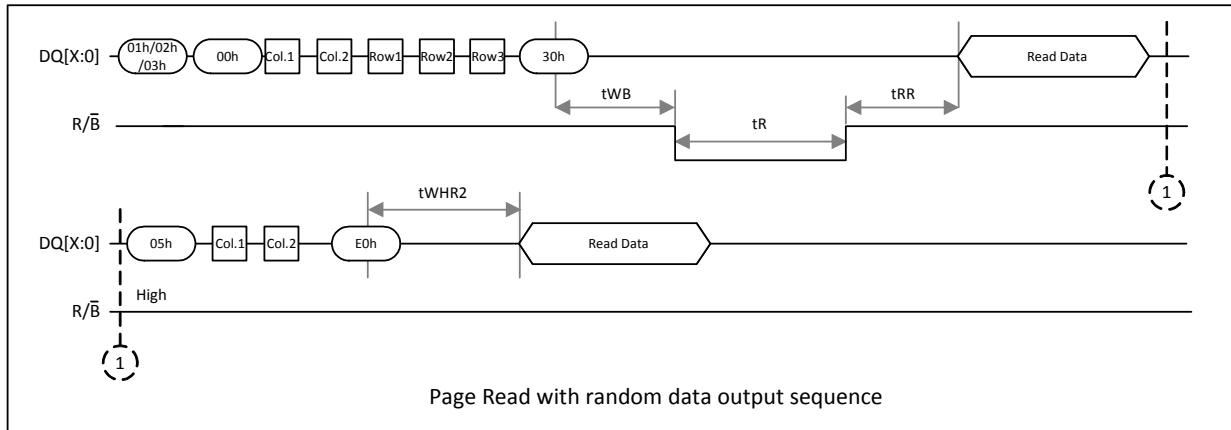 DQ[X:0] 01h/02h /03h 00h Col.1 Col.2 Row1 Row2 Row3 30h Read Data
tWB tRR
R/B̅ tR
1
tWHR2
DQ[X:0] 05h Col.1 Col.2 E0h Read Data
High
R/B̅
1
Page Read with random data output sequence